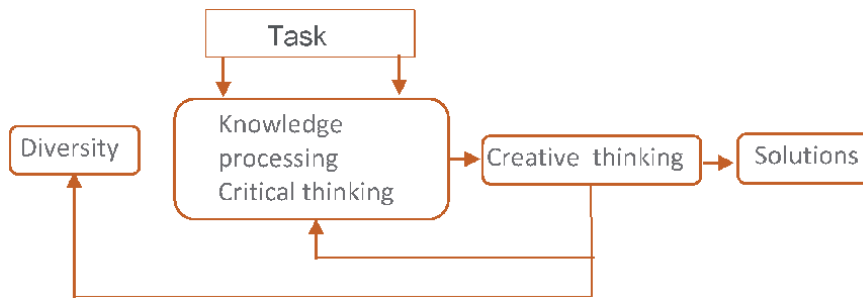 Task
Diversity
Knowledge
processing
Critical thinking
Creative thinking
Solutions